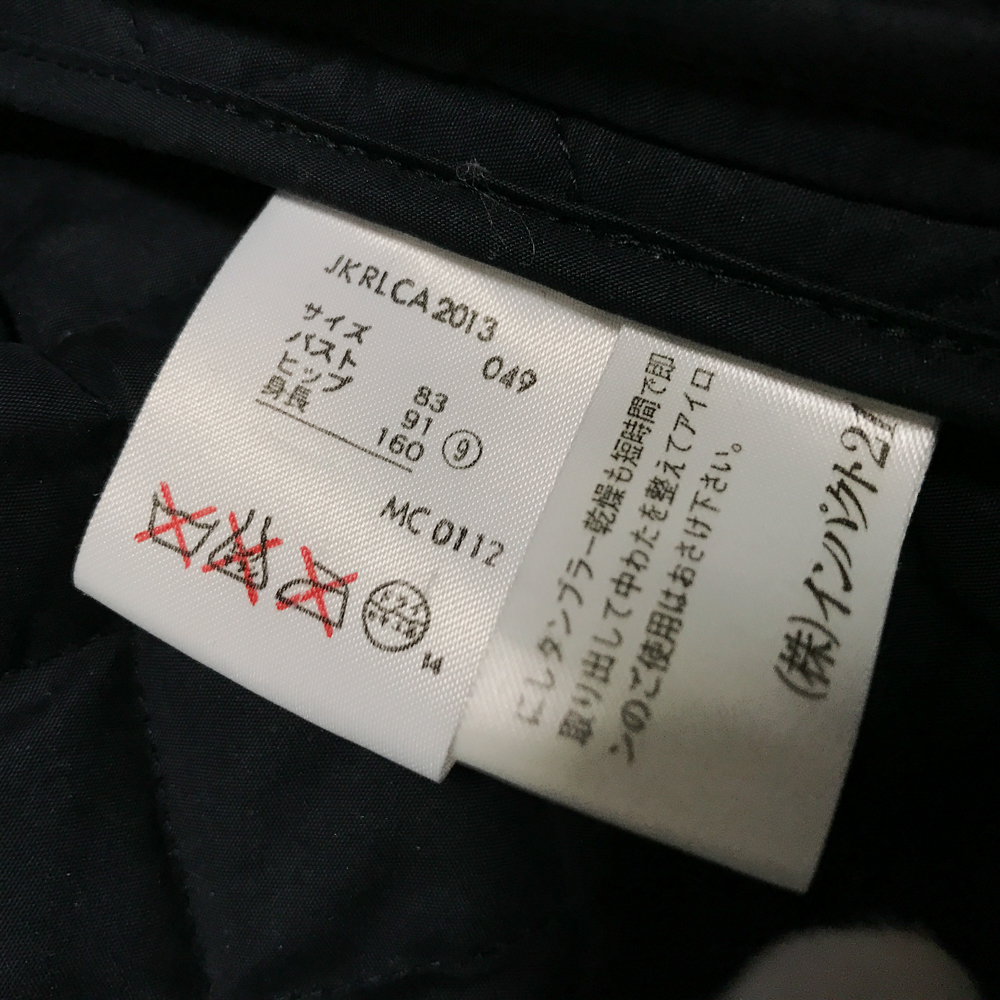 JKRLCA2013
049
サイズ
バスト 83
ヒップ 91
身長 160 ⑨
MC0112
14
にしタンブラー乾燥も短時間で即
取り出して中わたを整えてアイロ
ンのご使用はおさけ下さい。
(株)インパクト21